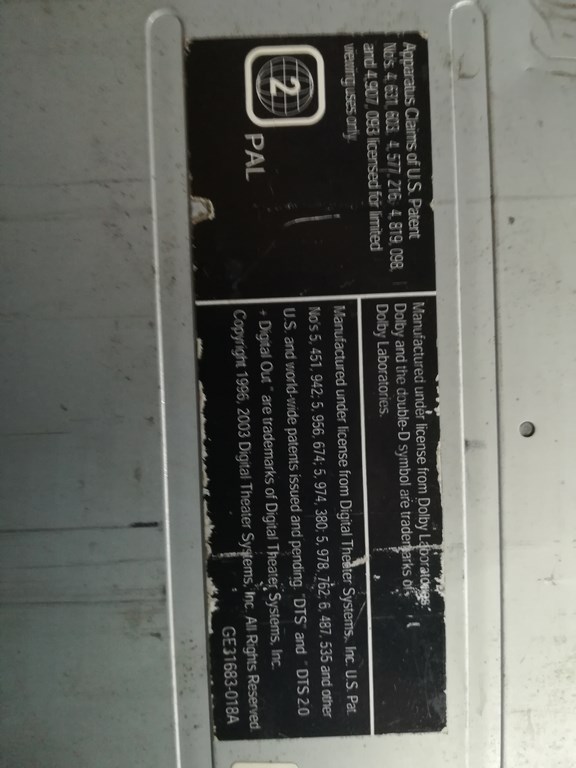 Apparatus Claims of U.S. Patent
No's. 4, 631, 603, 4, 577, 216, 4, 819, 098,
and 4, 907, 093 licensed for limited
viewing uses only.
2
PAL
Manufactured under license from Dolby Laboratories.
Dolby and the double-D symbol are trademarks of
Dolby Laboratories.
Manufactured under license from Digital Theater Systems, Inc. U.S. Pat.
No's 5, 451, 942; 5, 956, 674; 5, 974, 380; 5, 978, 762; 6, 487, 535 and other
U.S. and world-wide patents issued and pending. "DTS" and "DTS 2.0
+ Digital Out" are trademarks of Digital Theater Systems, Inc.
Copyright 1996, 2003 Digital Theater Systems, Inc. All Rights Reserved.
GE31683-018A